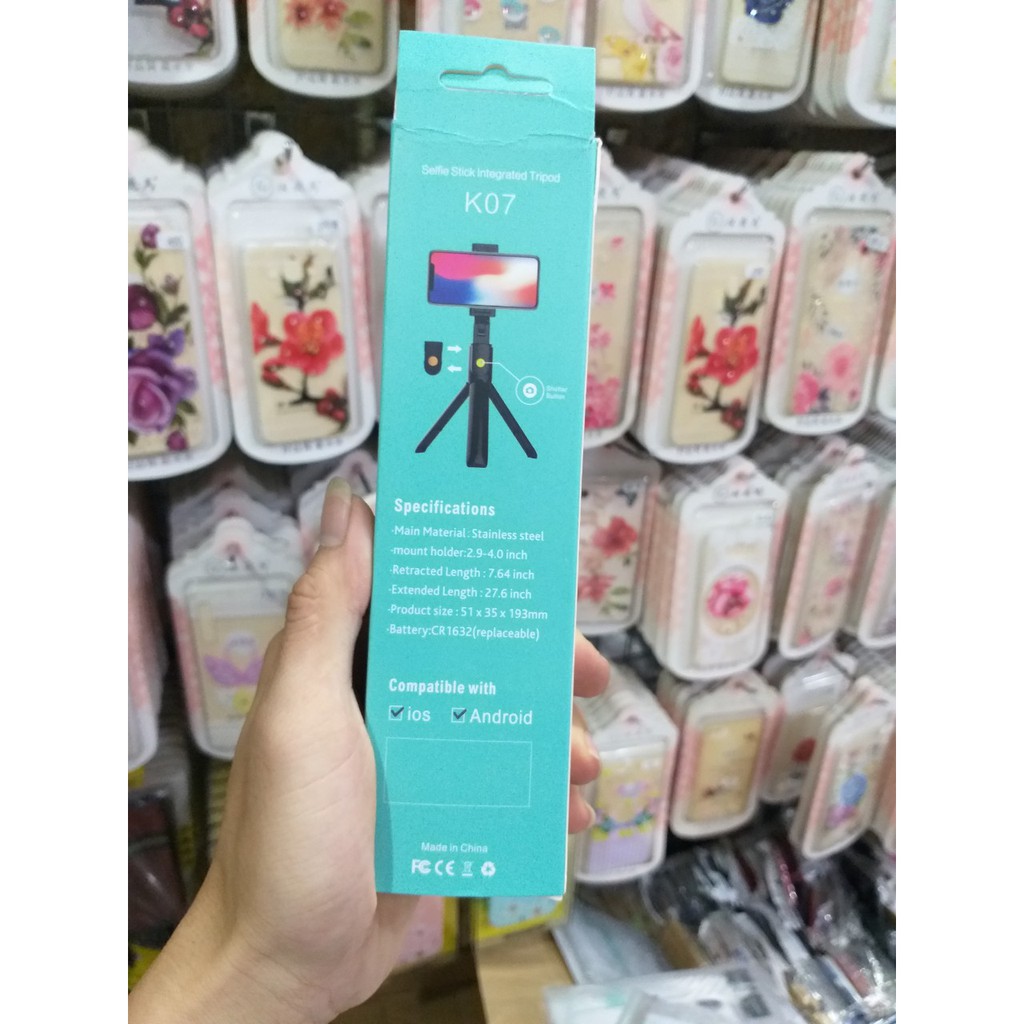 Selfie Stick Integrated Tripod
K07
Shutter
Button
Specifications
·Main Material : Stainless steel
·mount holder:2.9-4.0 inch
·Retracted Length : 7.64 inch
·Extended Length : 27.6 inch
·Product size : 51 x 35 x 193mm
·Battery:CR1632(replaceable)
Compatible with
ios Android
Made in China
FC CE